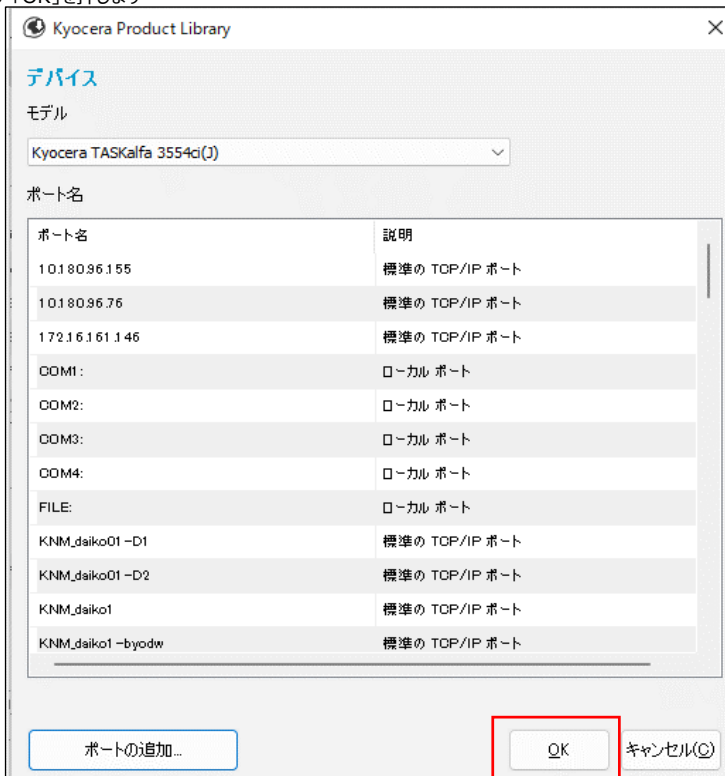 「OK」を押します
Kyocera Product Library
デバイス
モデル
Kyocera TASKalfa 3554ci(J)
ポート名
ポート名 説明
10.180.96.155 標準の TCP/IP ポート
10.180.96.76 標準の TCP/IP ポート
172.16.161.146 標準の TCP/IP ポート
COM1: ローカル ポート
COM2: ローカル ポート
COM3: ローカル ポート
COM4: ローカル ポート
FILE: ローカル ポート
KNM_daiko01-D1 標準の TCP/IP ポート
KNM_daiko01-D2 標準の TCP/IP ポート
KNM_daiko1 標準の TCP/IP ポート
KNM_daiko1-byodw 標準の TCP/IP ポート
ポートの追加... OK キャンセル(C)